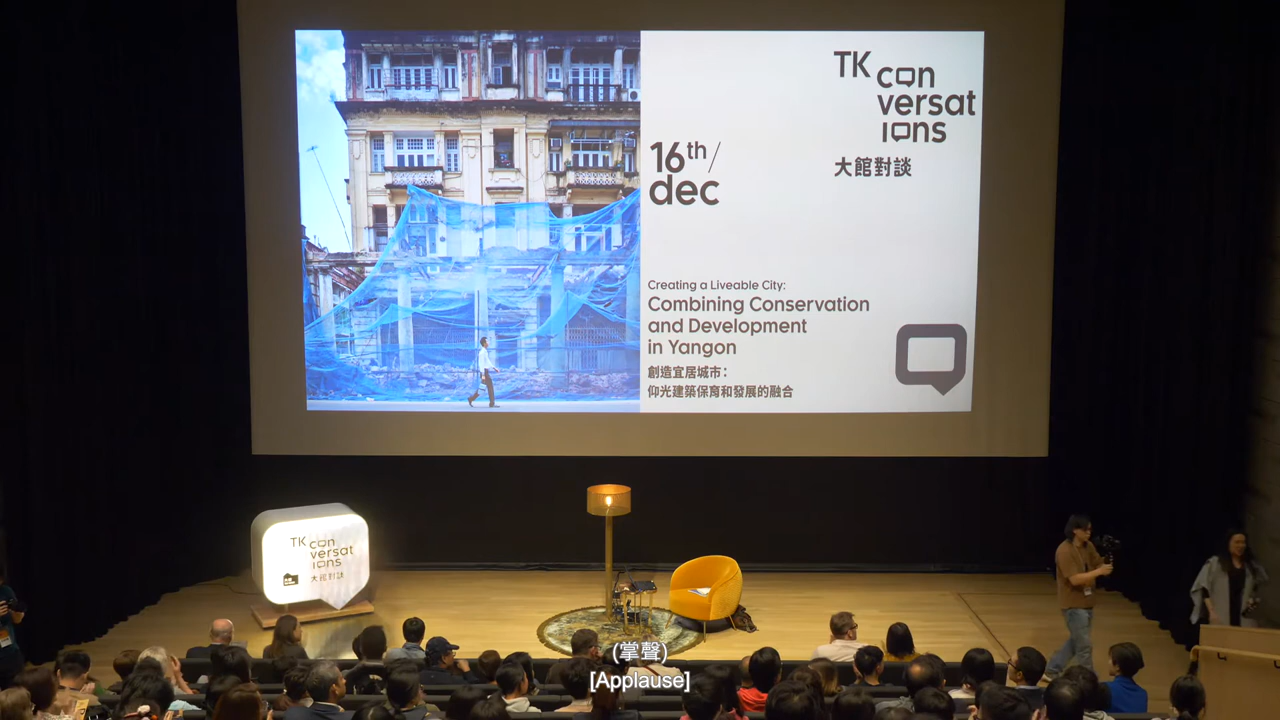 TK
con
versat
ions
大館對談
16th/
dec
Creating a Liveable City:
Combining Conservation
and Development
in Yangon
創造宜居城市：
仰光建築保育和發展的融合
TK con
versat
ions
大館對談
(掌聲)
[Applause]